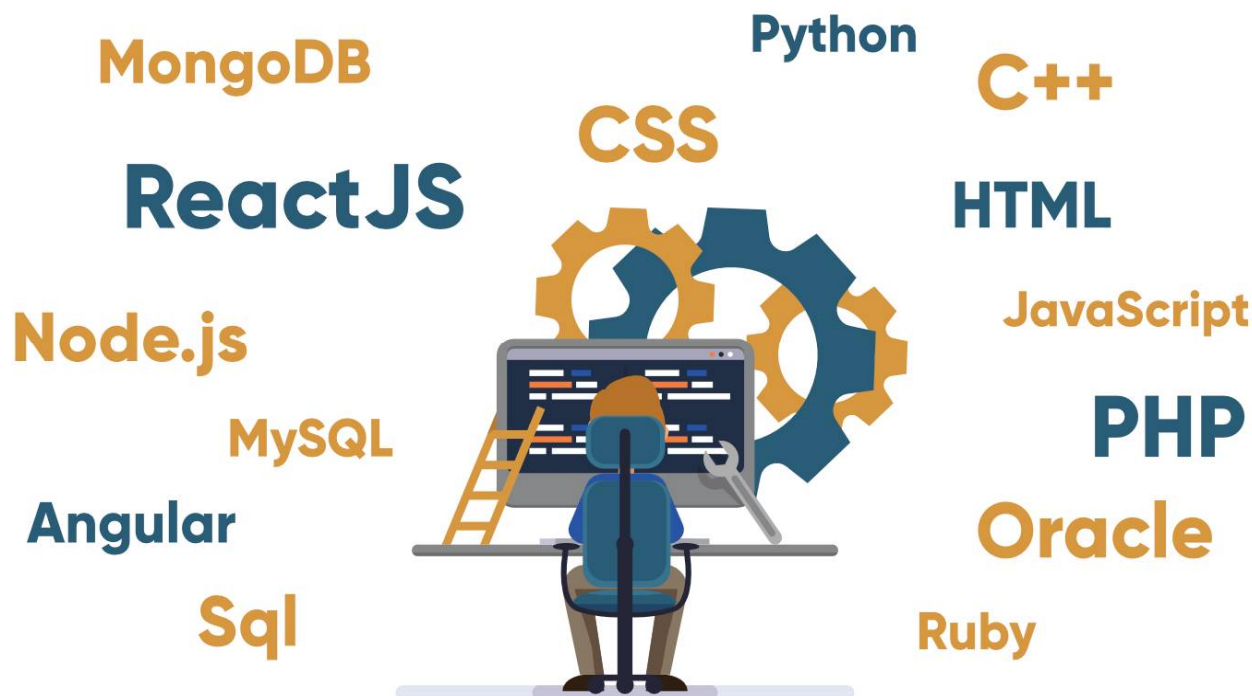 Python
MongoDB
C++
CSS
ReactJS
HTML
JavaScript
Node.js
PHP
MySQL
Angular
Oracle
Sql
Ruby